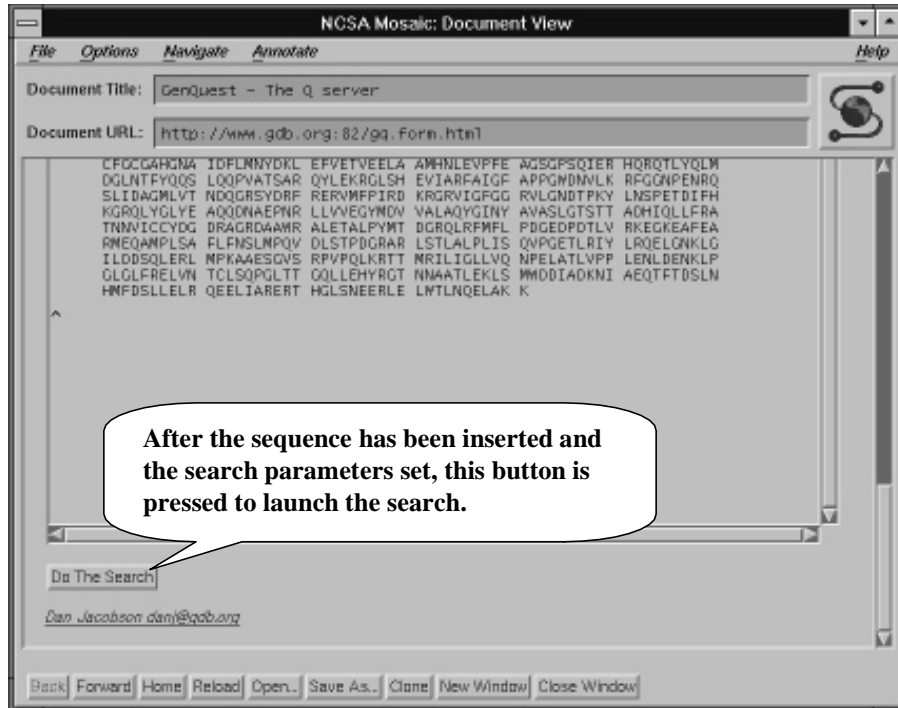 NCSA Mosaic: Document View
File Options Navigate Annotate Help
Document Title: GenQuest - The Q server
Document URL: http://www.gdb.org:82/gq.form.html
CFGCGAHGNA IDFLMNYDKL EFVETVEELA AMHNLEVPFE AGSGPSQIER HQRQTLYQLM
DGLNTFYQQS LQQPVATSAR QYLEKRGLSH EVIARFAIGF APPGWDNVLK RFGGNPENRQ
SLIDAGMLVT NDQGRSYDRF RERVMFPIRD KRGRVIGFGG RVLGNDTPKY LNSPETDIFH
KGRQLYGLYE AQQDNAEPNR LLVVEGYMDV VALAQYGINY AVASLGTSTT ADHIQLLFRA
TNNVICCYDG DRAGRDAAWR ALETALPYMT DGRQLRFMFL PDGEDPDTLV RKEGKEAFEA
RMEQAMPLSA FLFNSLMPQV DLSTPDGRAR LSTLALPLIS QVPGETLRIY LRQELGNKLG
ILDDSQLERL MPKAAESGVS RPVPQLKRTT MRILIGLLVQ NPELATLVPP LENLDENKLP
GLGLFRELVN TCLSQPGLTT GQLLEHYRGT NNAATLEKLS MWDDIADKNI AEQTFTDSLN
HMFDSLLELR QEELIARERT HGLSNEERLE LWTLNQELAK K
^
After the sequence has been inserted and
the search parameters set, this button is
pressed to launch the search.
Do The Search
Dan Jacobson danj@gdb.org
Back Forward Home Reload Open... Save As... Clone New Window Close Window